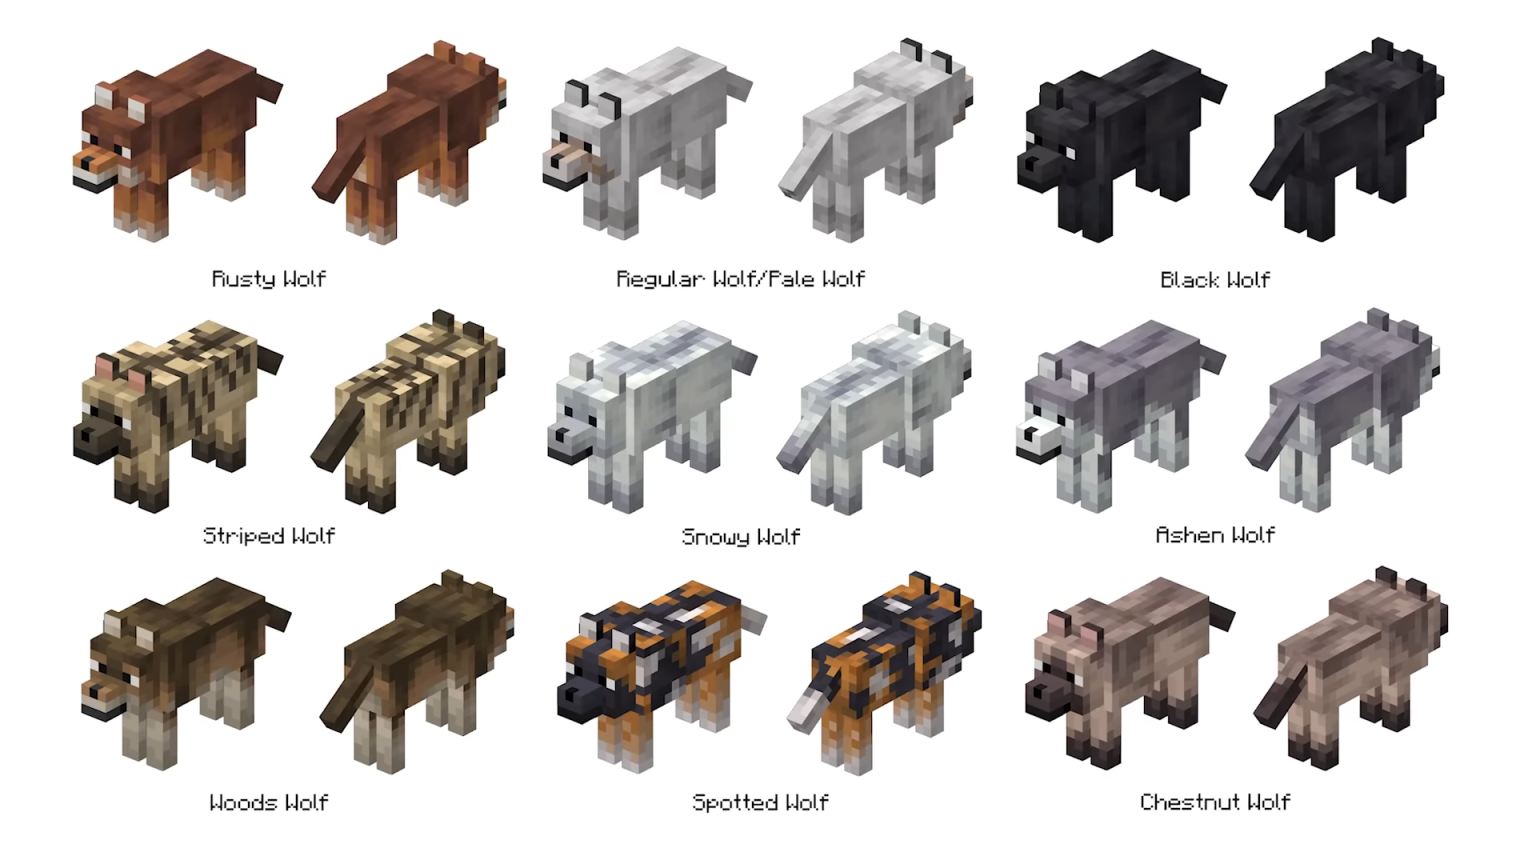 Rusty Wolf
Regular Wolf/Pale Wolf
Black Wolf
Striped Wolf
Snowy Wolf
Ashen Wolf
Woods Wolf
Spotted Wolf
Chestnut Wolf